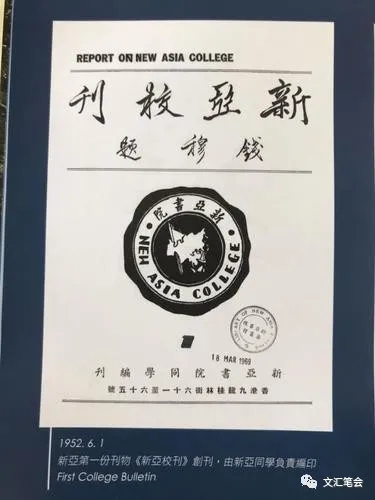 REPORT ON NEW ASIA COLLEGE
新亞校刊
錢穆題
新亞書院
• NEW ASIA COLLEGE •
1
LIBRARY OF NEW ASIA
18 MAR 1969
新亞書院同學編刊
香港九龍桂林街六十一至六十五號
1952. 6. 1
新亞第一份刊物《新亞校刊》創刊，由新亞同學負責編印
First College Bulletin
文汇笔会